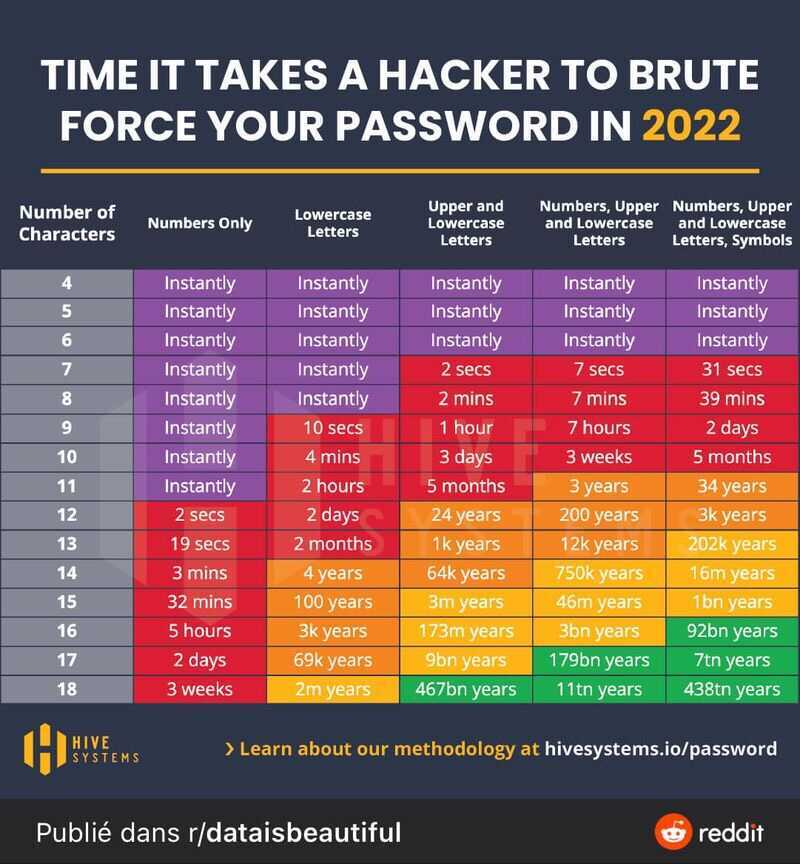 TIME IT TAKES A HACKER TO BRUTE
FORCE YOUR PASSWORD IN 2022
Number of Characters Numbers Only Lowercase Letters Upper and Lowercase Letters Numbers, Upper and Lowercase Letters Numbers, Upper and Lowercase Letters, Symbols
4 Instantly Instantly Instantly Instantly Instantly
5 Instantly Instantly Instantly Instantly Instantly
6 Instantly Instantly Instantly Instantly Instantly
7 Instantly Instantly 2 secs 7 secs 31 secs
8 Instantly Instantly 2 mins 7 mins 39 mins
9 Instantly 10 secs 1 hour 7 hours 2 days
10 Instantly 4 mins 3 days 3 weeks 5 months
11 Instantly 2 hours 5 months 3 years 34 years
12 2 secs 2 days 24 years 200 years 3k years
13 19 secs 2 months 1k years 12k years 202k years
14 3 mins 4 years 64k years 750k years 16m years
15 32 mins 100 years 3m years 46m years 1bn years
16 5 hours 3k years 173m years 3bn years 92bn years
17 2 days 69k years 9bn years 179bn years 7tn years
18 3 weeks 2m years 467bn years 11tn years 438tn years
HIVE
SYSTEMS
HIVE
SYSTEMS
› Learn about our methodology at hivesystems.io/password
Publié dans r/dataisbeautiful
reddit